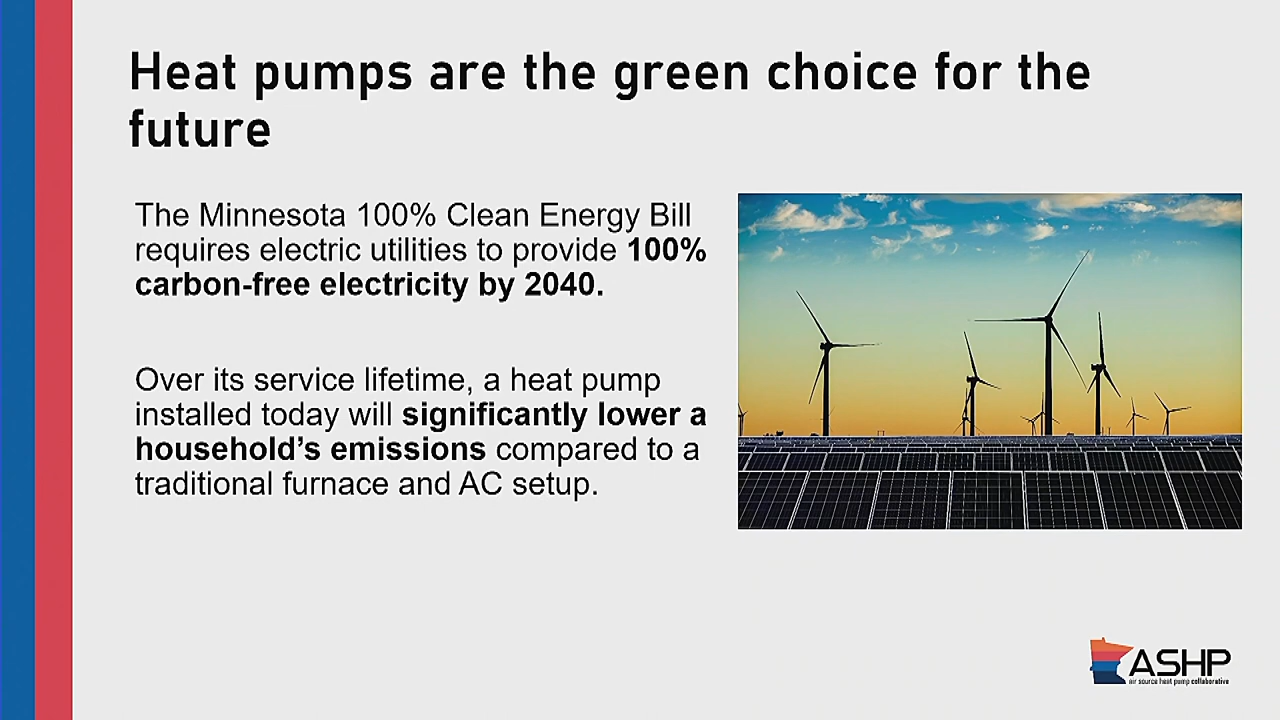 Heat pumps are the green choice for the
future
The Minnesota 100% Clean Energy Bill
requires electric utilities to provide 100%
carbon-free electricity by 2040.
Over its service lifetime, a heat pump
installed today will significantly lower a
household’s emissions compared to a
traditional furnace and AC setup.
ASHP
air source heat pump collaborative